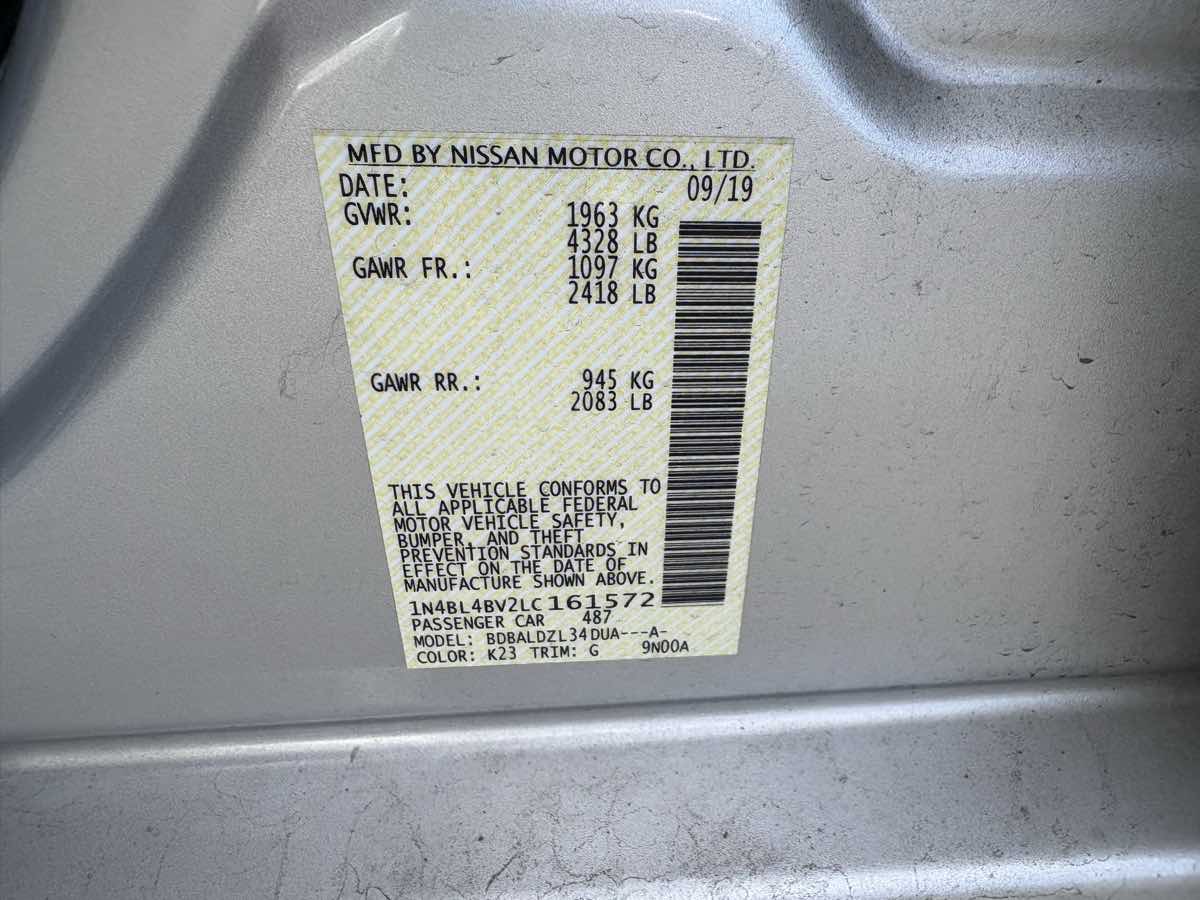 MFD BY NISSAN MOTOR CO., LTD.
DATE: 09/19
GVWR: 1963 KG
4328 LB
GAWR FR.: 1097 KG
2418 LB
GAWR RR.: 945 KG
2083 LB
THIS VEHICLE CONFORMS TO
ALL APPLICABLE FEDERAL
MOTOR VEHICLE SAFETY,
BUMPER, AND THEFT
PREVENTION STANDARDS IN
EFFECT ON THE DATE OF
MANUFACTURE SHOWN ABOVE.
1N4BL4BV2LC161572
PASSENGER CAR 487
MODEL: BDBALDZL34DUA---A-
COLOR: K23 TRIM: G 9N00A